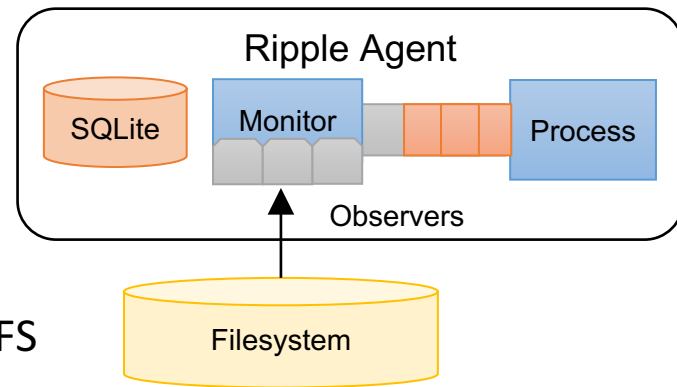 Ripple Agent
SQLite
Monitor
Process
Observers
FS
Filesystem